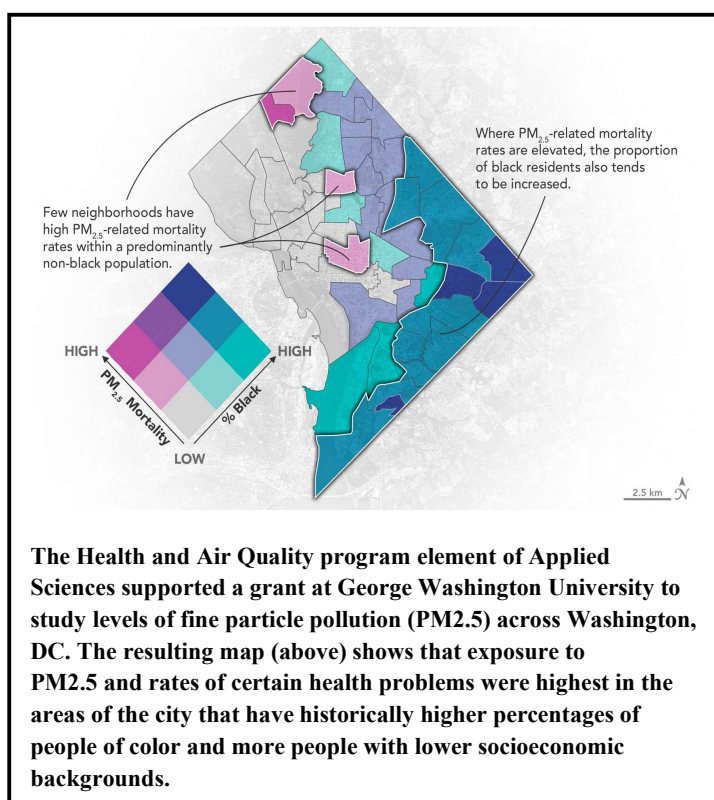 Where PM2.5-related mortality
rates are elevated, the proportion
of black residents also tends
to be increased.
Few neighborhoods have
high PM2.5-related mortality
rates within a predominantly
non-black population.
HIGH
HIGH
PM2.5 Mortality
% Black
LOW
2.5 km
N
The Health and Air Quality program element of Applied
Sciences supported a grant at George Washington University to
study levels of fine particle pollution (PM2.5) across Washington,
DC. The resulting map (above) shows that exposure to
PM2.5 and rates of certain health problems were highest in the
areas of the city that have historically higher percentages of
people of color and more people with lower socioeconomic
backgrounds.